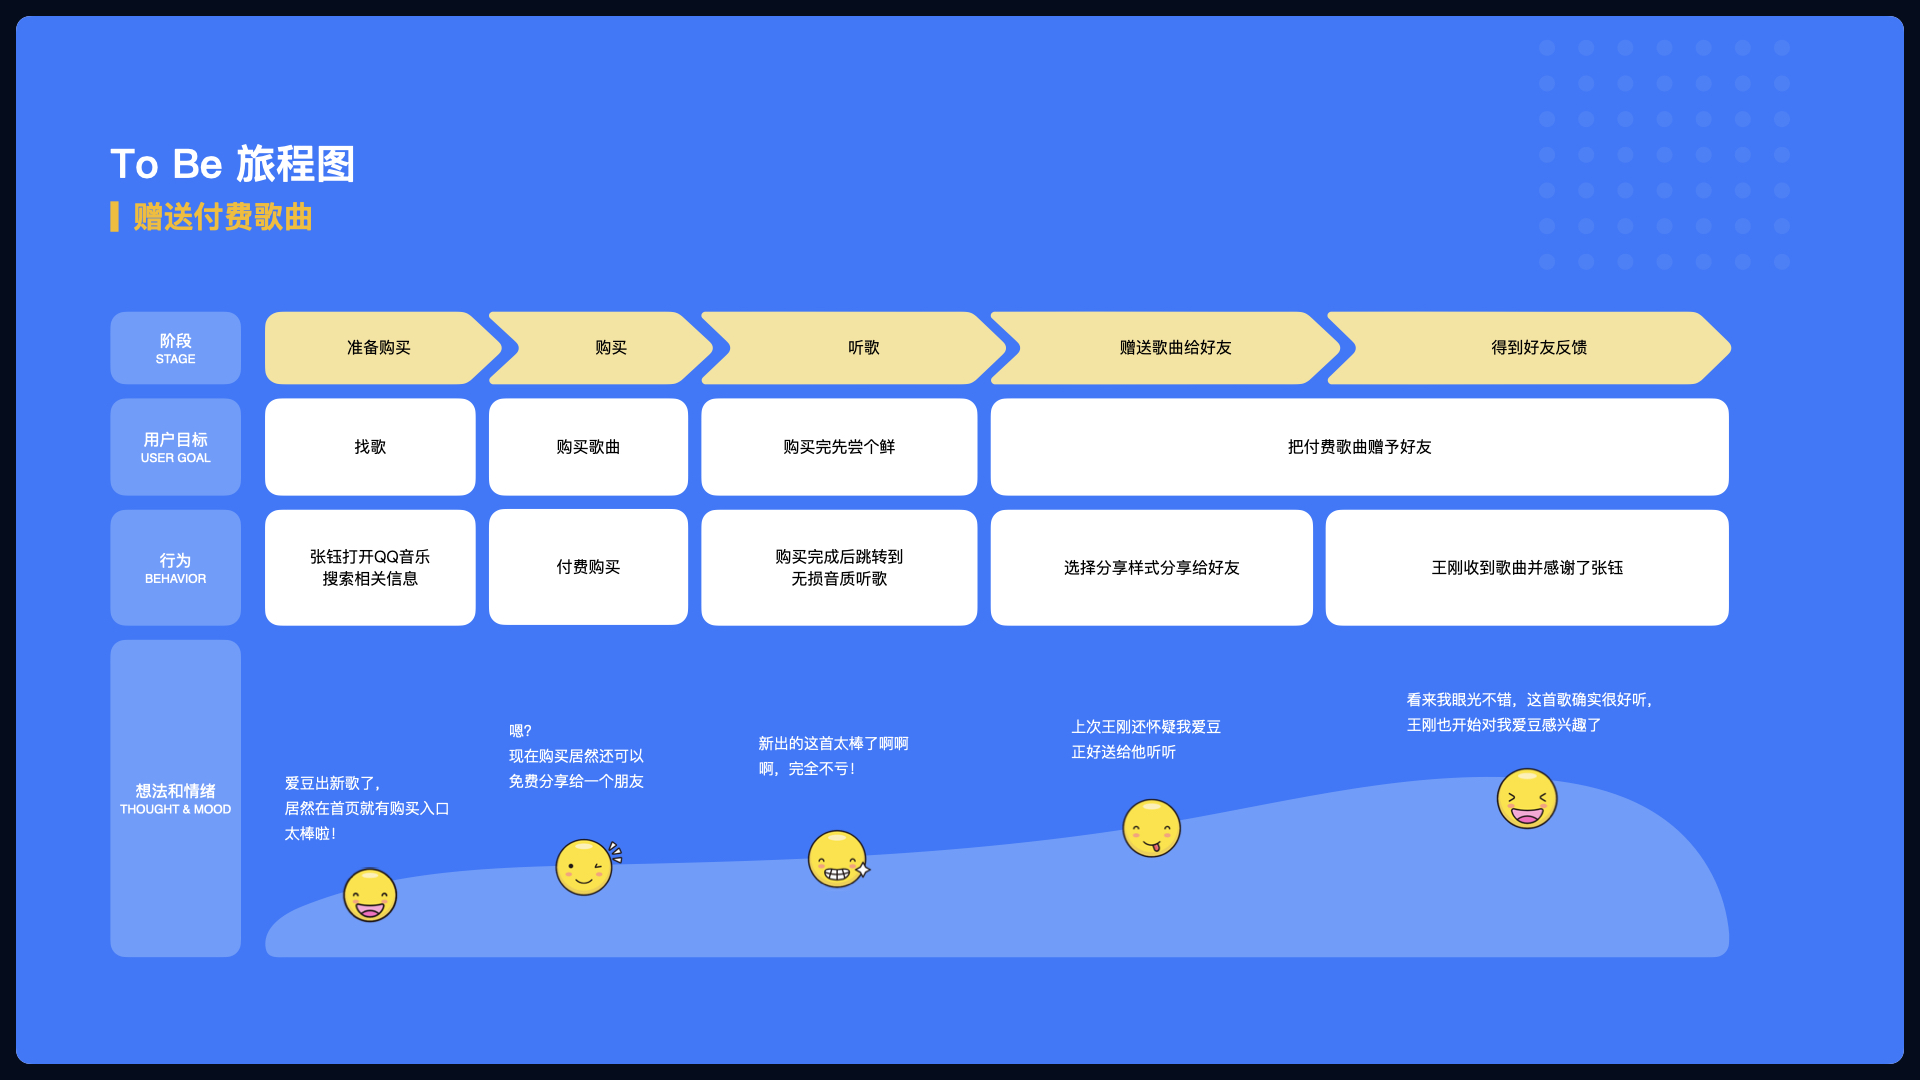 To Be 旅程图
赠送付费歌曲
阶段
STAGE
准备购买
购买
听歌
赠送歌曲给好友
得到好友反馈
用户目标
USER GOAL
找歌
购买歌曲
购买完先尝个鲜
把付费歌曲赠予好友
行为
BEHAVIOR
张钰打开QQ音乐
搜索相关信息
付费购买
购买完成后跳转到
无损音质听歌
选择分享样式分享给好友
王刚收到歌曲并感谢了张钰
想法和情绪
THOUGHT & MOOD
爱豆出新歌了，
居然在首页就有购买入口
太棒啦！
嗯？
现在购买居然还可以
免费分享给一个朋友
新出的这首太棒了啊啊
啊，完全不亏！
上次王刚还怀疑我爱豆
正好送给他听听
看来我眼光不错，这首歌确实很好听，
王刚也开始对我爱豆感兴趣了